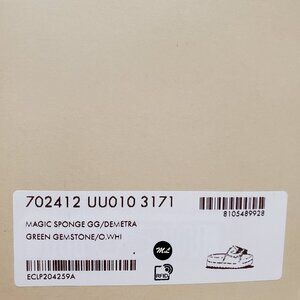 702412 UU010 3171
8105489928
MAGIC SPONGE GG/DEMETRA
GREEN GEMSTONE/O.WHI
ML
RFID
ECLP204259A